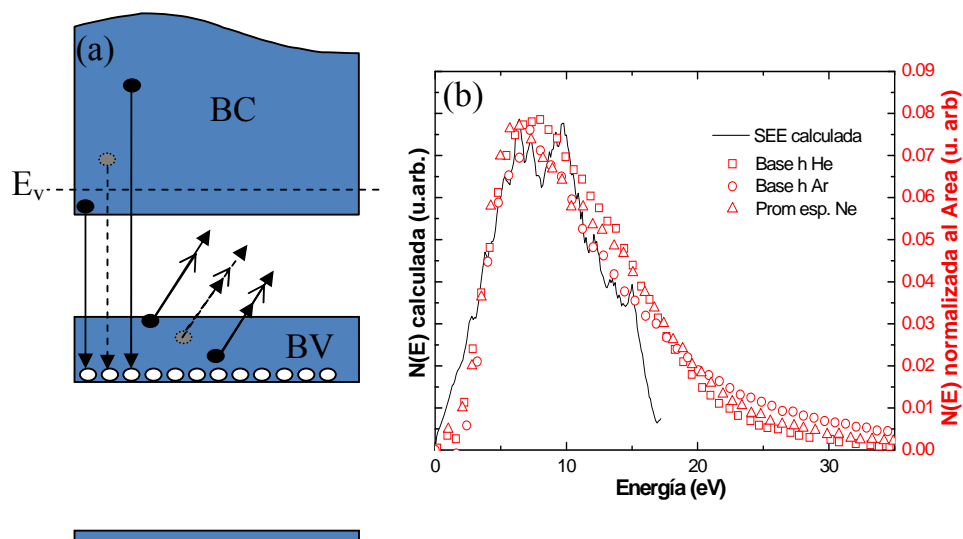 (a)
BC
E_v
BV
(b)
SEE calculada
Base h He
Base h Ar
Prom esp. Ne
N(E) calculada (u.arb.)
0 10 20 30
Energía (eV)
0.09
0.08
0.07
0.06
0.05
0.04
0.03
0.02
0.01
0.00
N(E) normalizada al Area (u. arb)